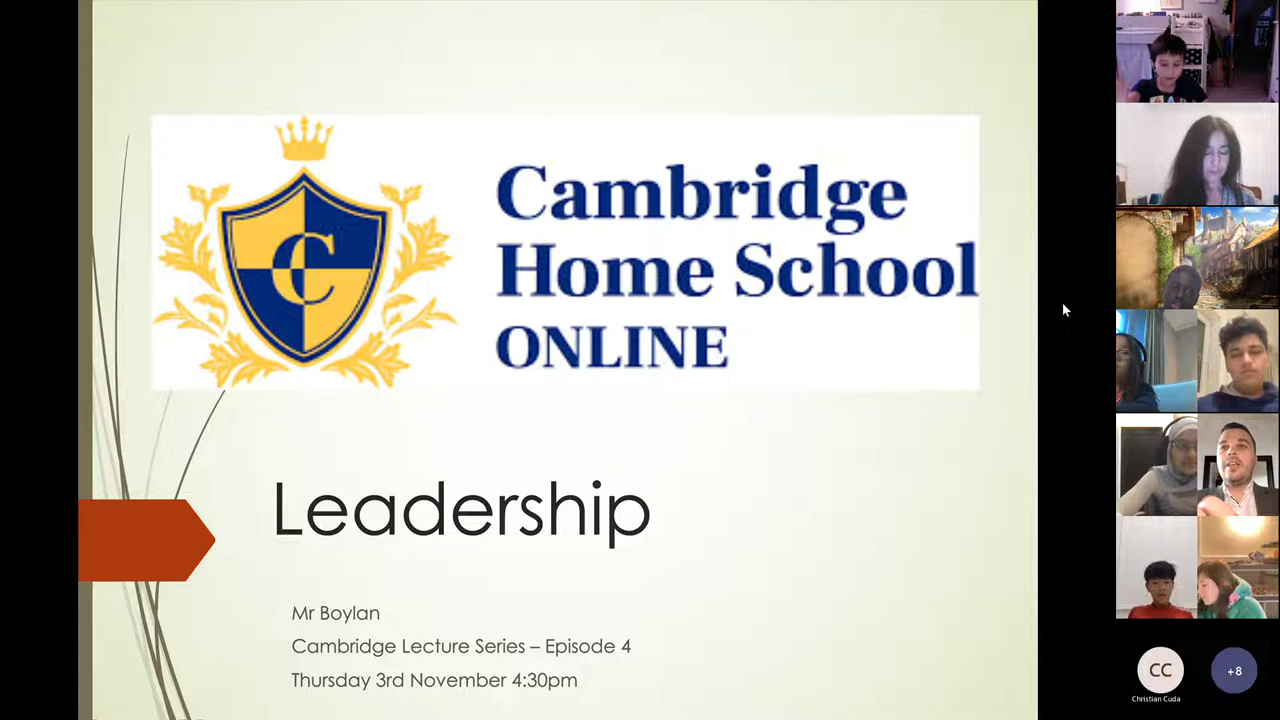 C
Cambridge
Home School
ONLINE
Leadership
Mr Boylan
Cambridge Lecture Series – Episode 4
Thursday 3rd November 4:30pm
CC
+8
Christian Cuda